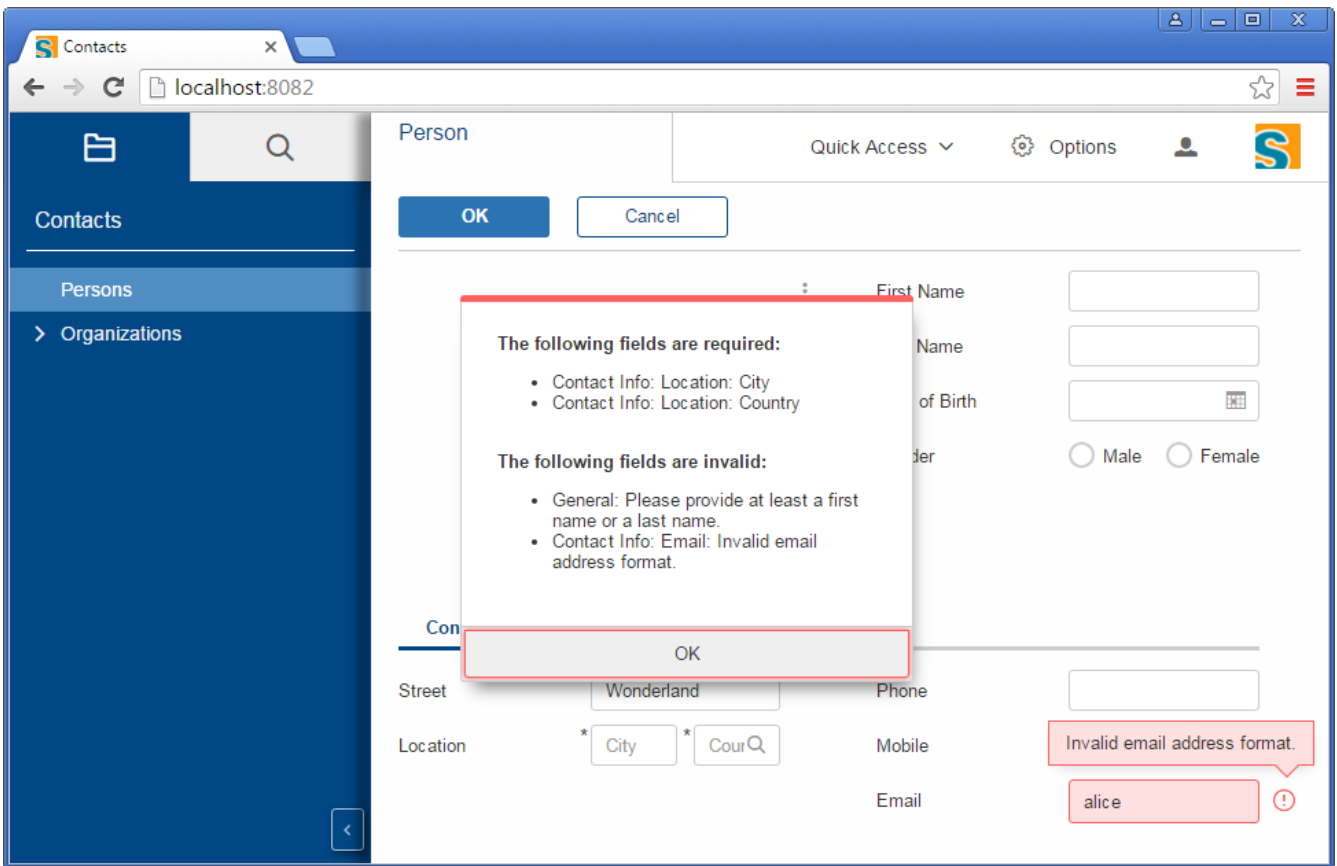 Contacts
localhost:8082
Person
Quick Access
Options
OK
Cancel
Contacts
Persons
Organizations
First Name
Name
of Birth
Male
Female
The following fields are required:
• Contact Info: Location: City
• Contact Info: Location: Country
The following fields are invalid:
• General: Please provide at least a first
name or a last name.
• Contact Info: Email: Invalid email
address format.
OK
Con
Street
Wonderland
Phone
Location
* City
* Cour
Mobile
Invalid email address format.
Email
alice